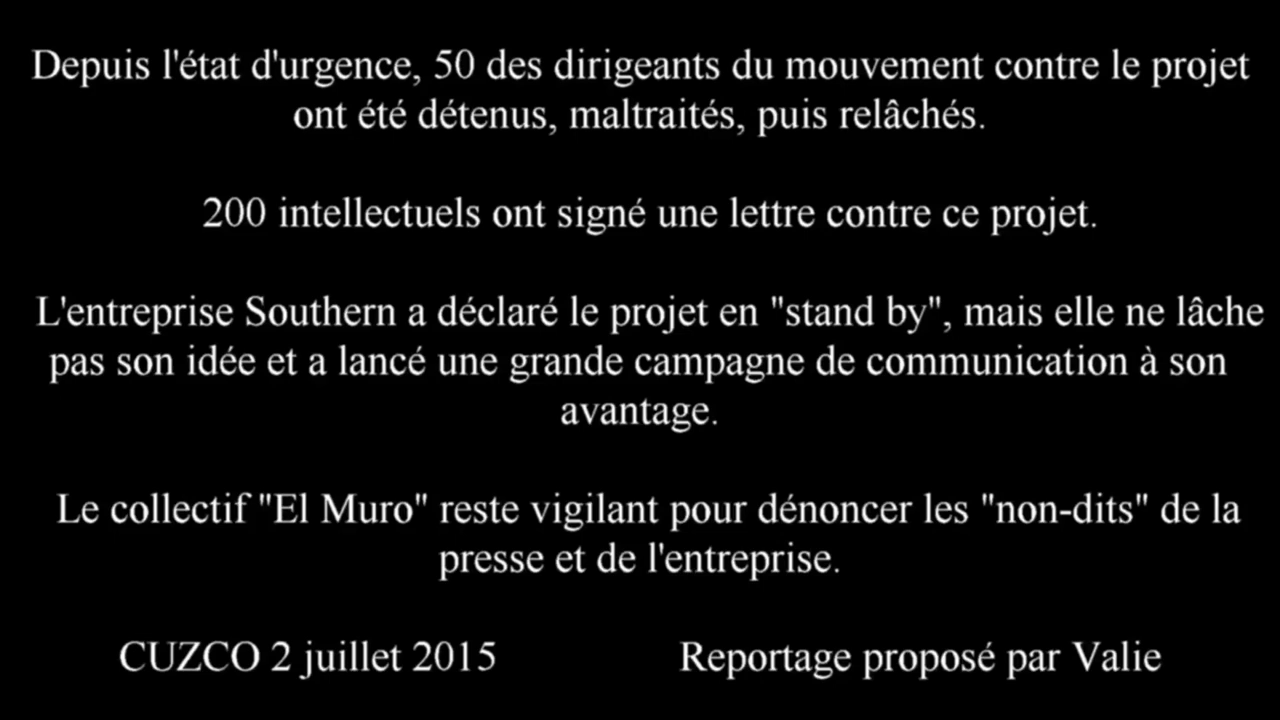 Depuis l'état d'urgence, 50 des dirigeants du mouvement contre le projet
ont été détenus, maltraités, puis relâchés.
200 intellectuels ont signé une lettre contre ce projet.
L'entreprise Southern a déclaré le projet en "stand by", mais elle ne lâche
pas son idée et a lancé une grande campagne de communication à son
avantage.
Le collectif "El Muro" reste vigilant pour dénoncer les "non-dits" de la
presse et de l'entreprise.
CUZCO 2 juillet 2015 Reportage proposé par Valie